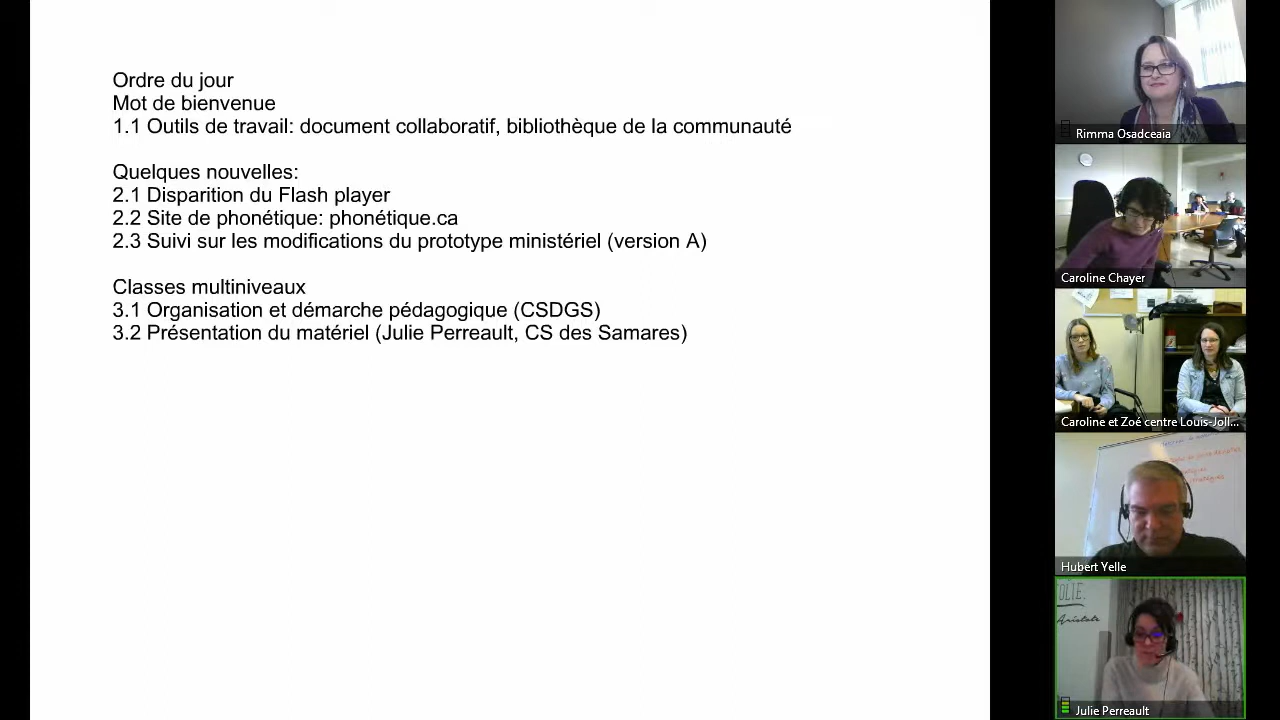 Ordre du jour
Mot de bienvenue
1.1 Outils de travail: document collaboratif, bibliothèque de la communauté
Quelques nouvelles:
2.1 Disparition du Flash player
2.2 Site de phonétique: phonétique.ca
2.3 Suivi sur les modifications du prototype ministériel (version A)
Classes multiniveaux
3.1 Organisation et démarche pédagogique (CSDGS)
3.2 Présentation du matériel (Julie Perreault, CS des Samares)
Rimma Osadceaia
Caroline Chayer
Caroline et Zoé centre Louis-Joll...
Hubert Yelle
OLIE.
Aristote
Julie Perreault